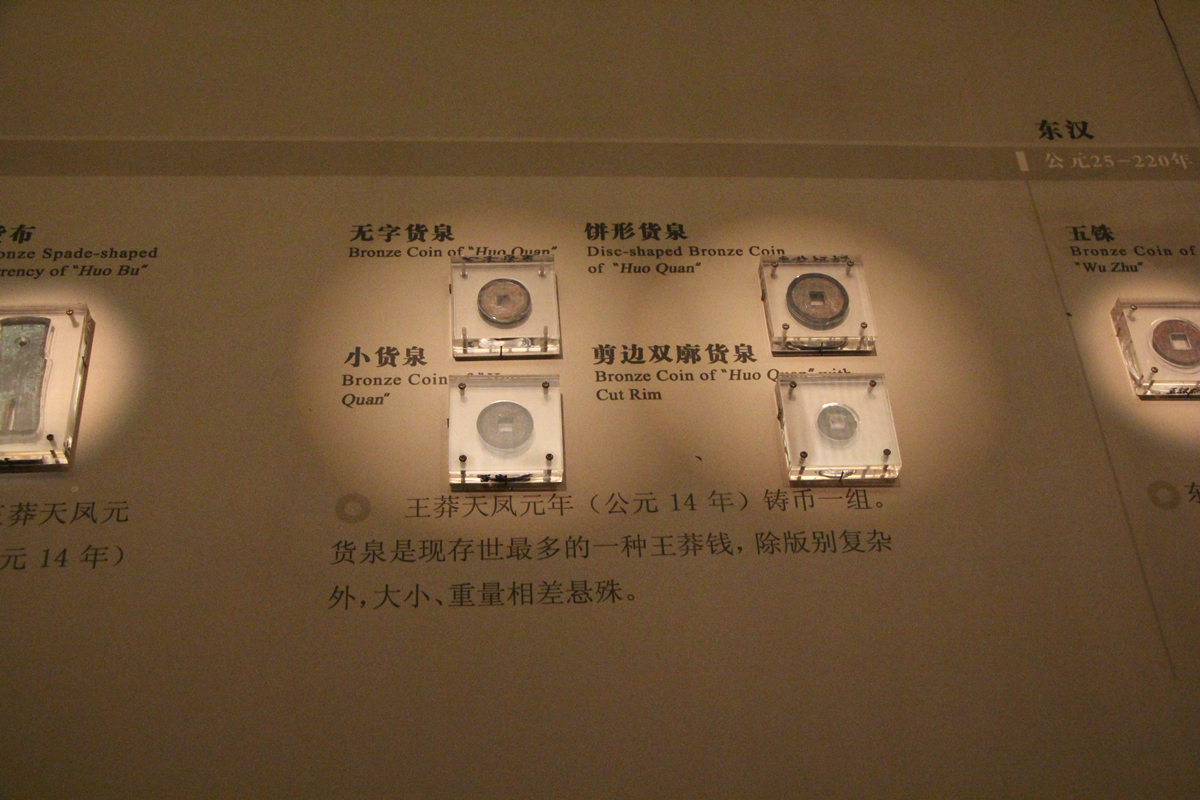 东汉
公元25-220年
布
onze Spade-shaped
rency of "Huo Bu"
莽天凤元
元 14 年）
无字货泉
Bronze Coin of "Huo Quan"
饼形货泉
Disc-shaped Bronze Coin
of "Huo Quan"
小货泉
Bronze Coin
Quan"
剪边双廓货泉
Bronze Coin of "Huo Quan" with
Cut Rim
王莽天凤元年（公元 14 年）铸币一组。
货泉是现存世最多的一种王莽钱，除版别复杂
外，大小、重量相差悬殊。
五铢
Bronze Coin of
"Wu Zhu"